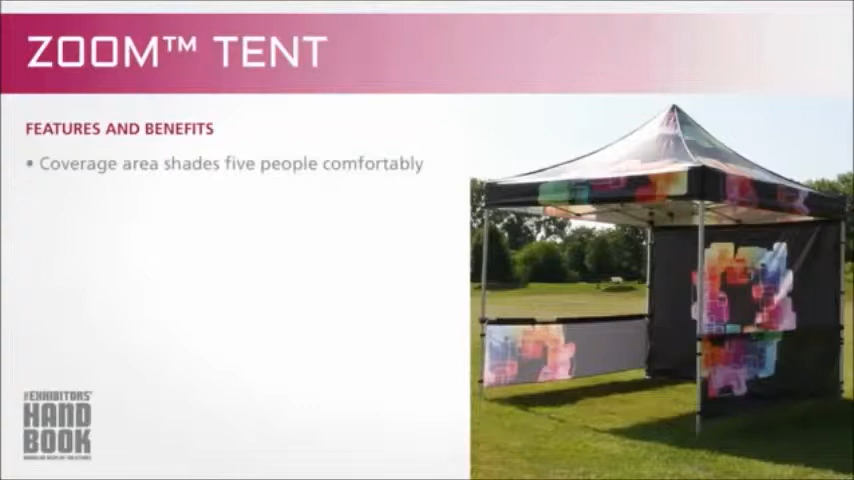 ZOOM™ TENT
FEATURES AND BENEFITS
• Coverage area shades five people comfortably
THE EXHIBITORS'
HAND
BOOK